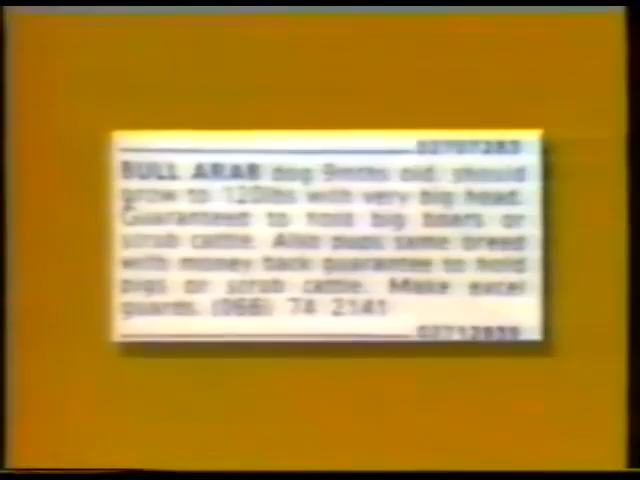 BULL ARAB dog 9mths old, should
grow to 120lbs with very big head.
Guaranteed to hold big boars or
scrub cattle. Also pups same breed
with money back guarantee to hold
pigs or scrub cattle. Make excel
guards. (066) 74 2141